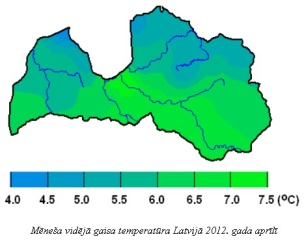 4.0 4.5 5.0 5.5 6.0 6.5 7.0 7.5 (°C)
Mēneša vidējā gaisa temperatūra Latvijā 2012. gada aprīlī